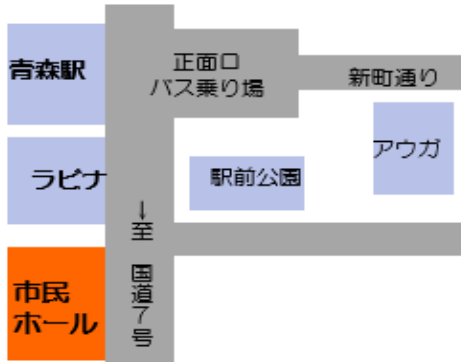 青森駅
正面口
バス乗り場
新町通り
アウガ
ラビナ
駅前公園
↓至 国道7号
市民
ホール